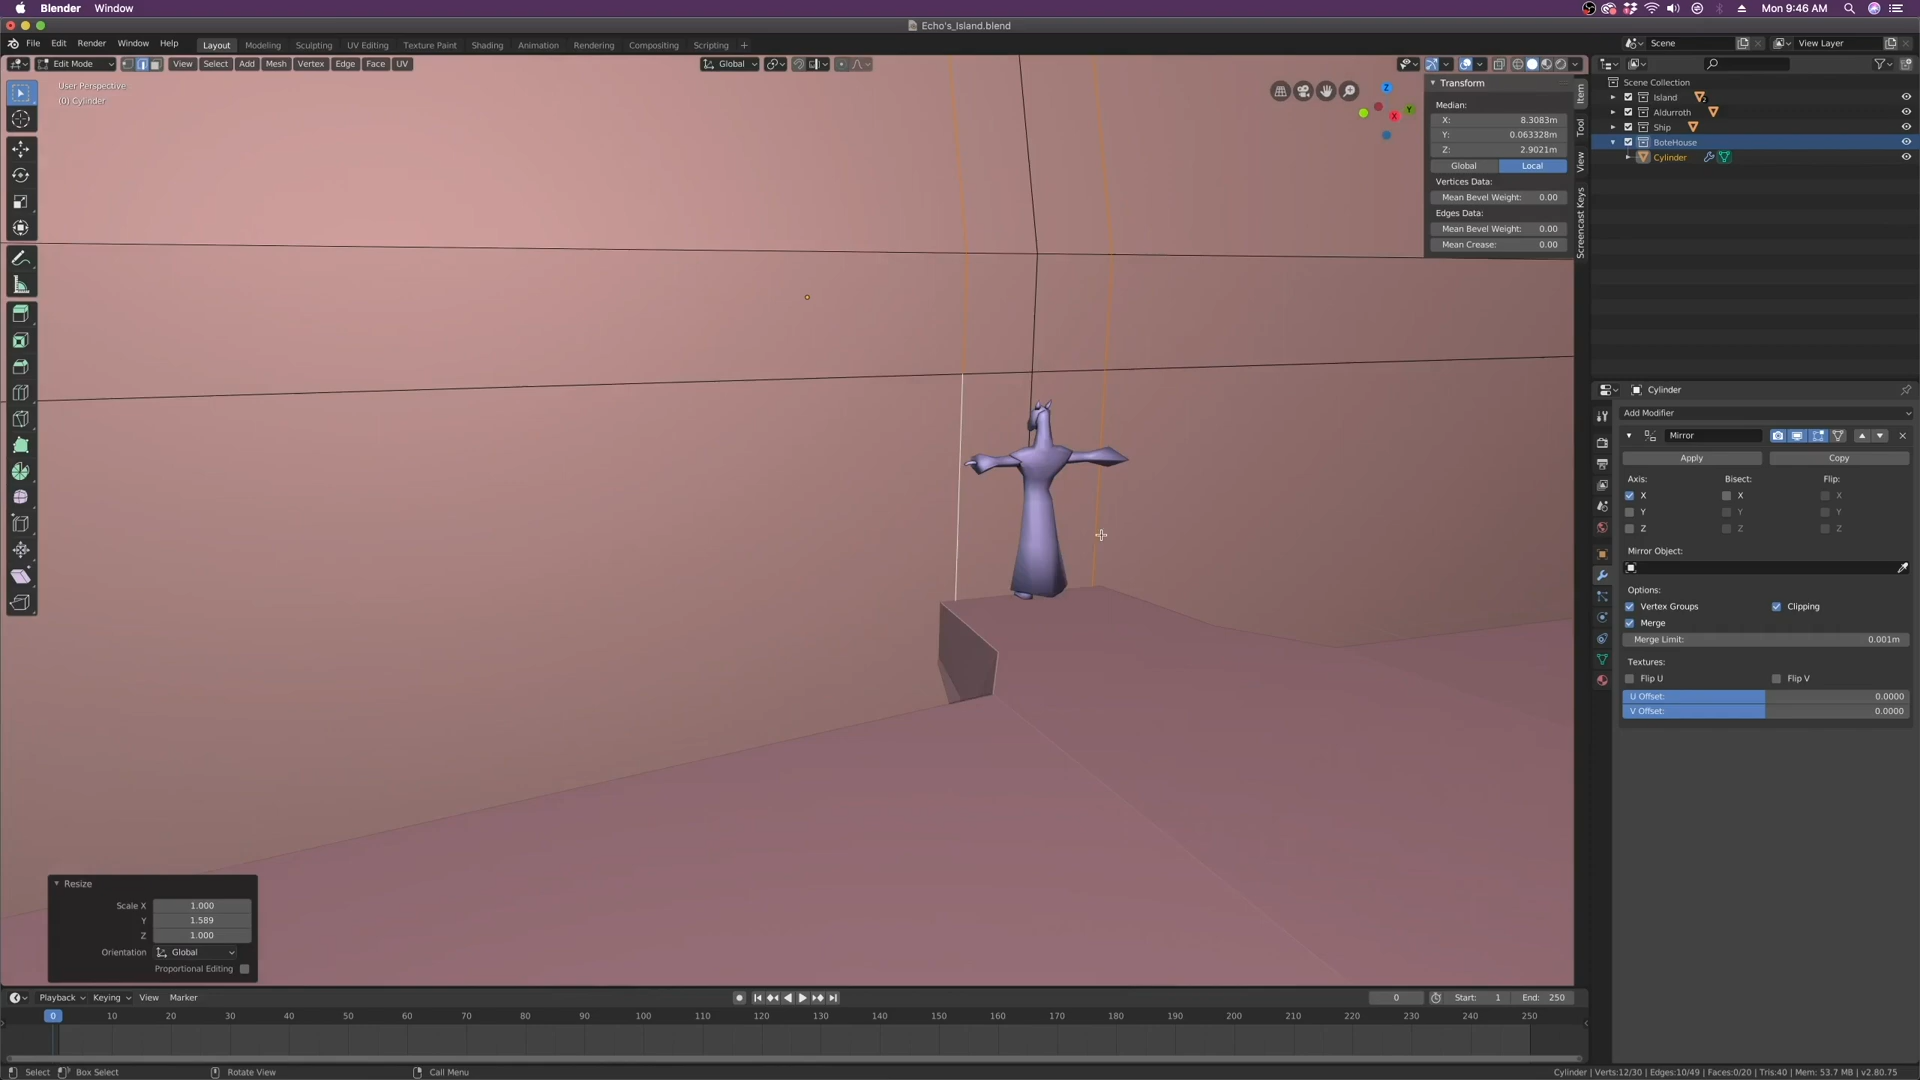 Blender Window Mon 9:46 AM
Echo's_Island.blend
File Edit Render Window Help Layout Modeling Sculpting UV Editing Texture Paint Shading Animation Rendering Compositing Scripting + Scene View Layer
Edit Mode View Select Add Mesh Vertex Edge Face UV Global
User Perspective
(0) Cylinder
Transform
Median:
X: 8.3083m
Y: 0.063328m
Z: 2.9021m
Global Local
Vertices Data:
Mean Bevel Weight: 0.00
Edges Data:
Mean Bevel Weight: 0.00
Mean Crease: 0.00
Item
Tool
View
Screencast Keys
Z
Y
X
Scene Collection
Island
2
Aldurroth
Ship
BoteHouse
Cylinder
Cylinder
Add Modifier
Mirror
Apply Copy
Axis: Bisect: Flip:
X X X
Y Y Y
Z Z Z
Mirror Object:
Options:
Vertex Groups Clipping
Merge
Merge Limit: 0.001m
Textures:
Flip U Flip V
U Offset: 0.0000
V Offset: 0.0000
Resize
Scale X 1.000
Y 1.589
Z 1.000
Orientation Global
Proportional Editing
Playback Keying View Marker 0 Start: 1 End: 250
0 10 20 30 40 50 60 70 80 90 100 110 120 130 140 150 160 170 180 190 200 210 220 230 240 250
Select Box Select Rotate View Call Menu Cylinder | Verts:12/30 | Edges:10/49 | Faces:0/20 | Tris:40 | Mem: 53.7 MB | v2.80.75